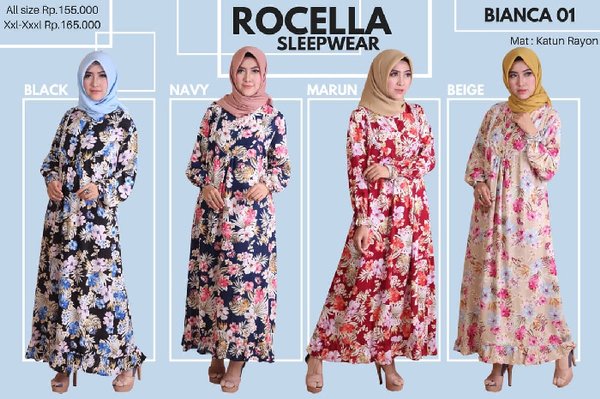 All size Rp.155.000
Xxl-Xxxl Rp.165.000
ROCELLA
SLEEPWEAR
BIANCA 01
Mat : Katun Rayon
BLACK
NAVY
MARUN
BEIGE